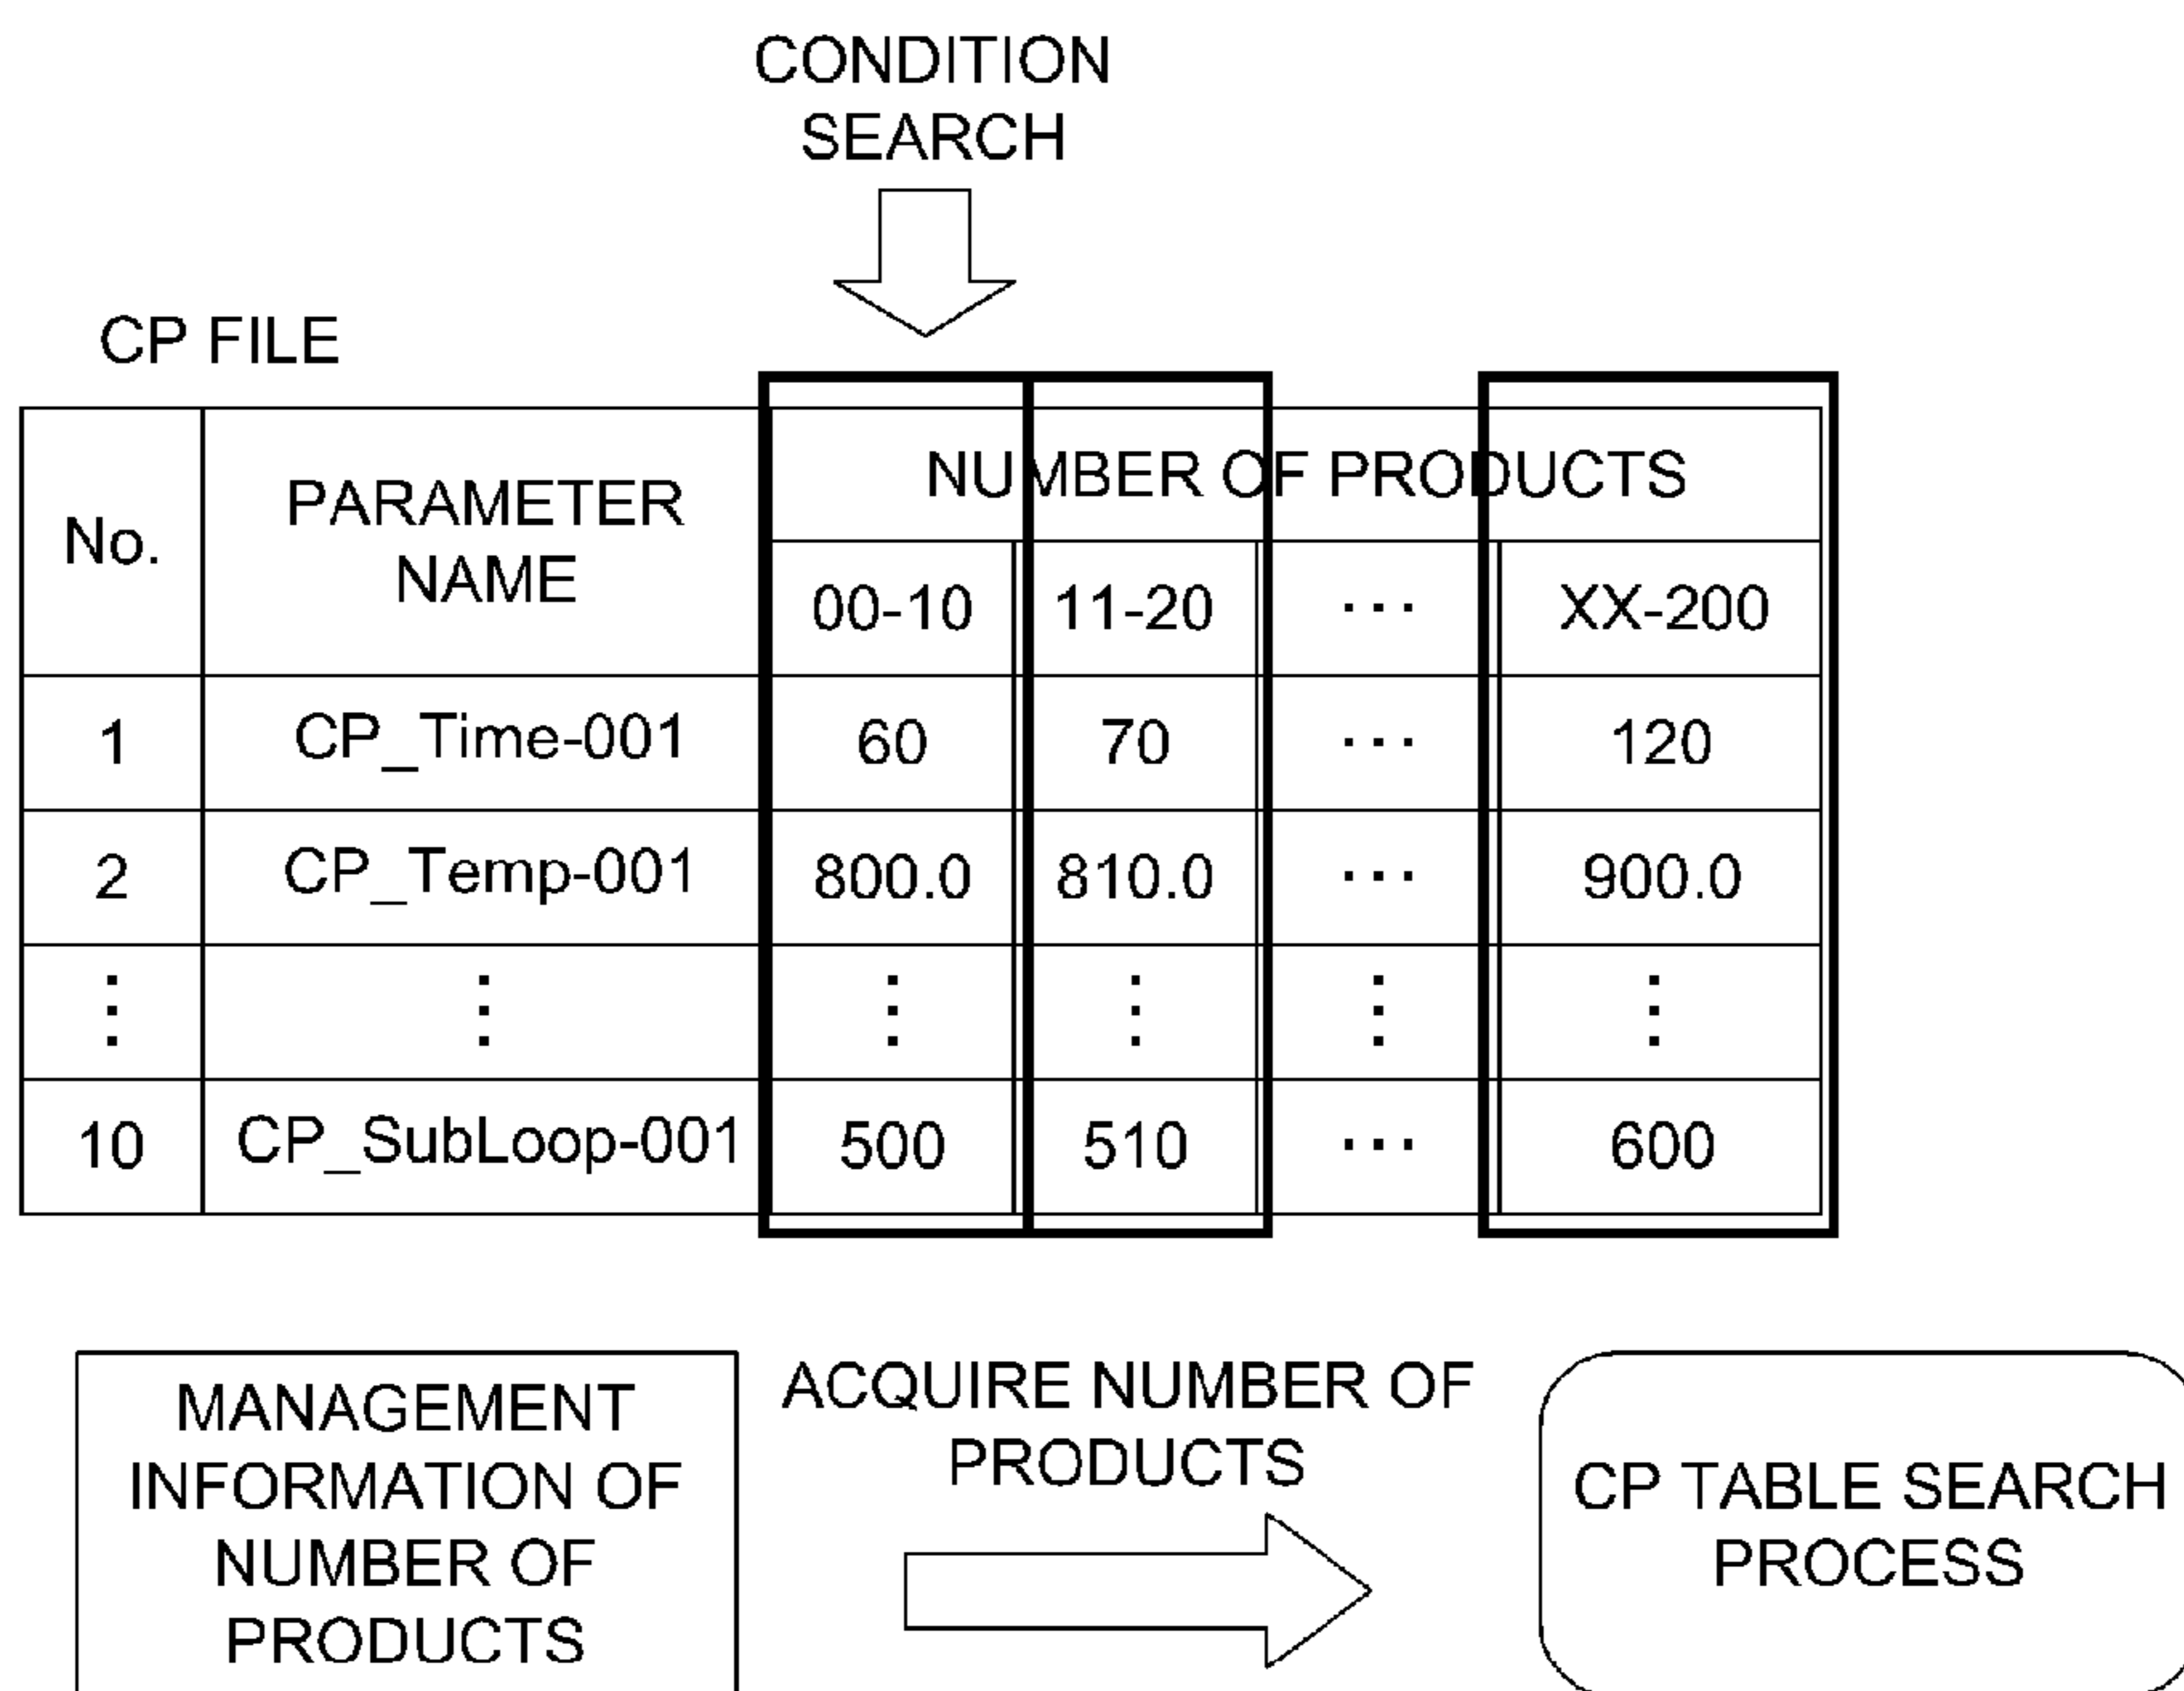 CONDITION
SEARCH
CP FILE
No. PARAMETER NAME NUMBER OF PRODUCTS
00-10 11-20 ... XX-200
1 CP_Time-001 60 70 ... 120
2 CP_Temp-001 800.0 810.0 ... 900.0
⋮ ⋮ ⋮ ⋮ ⋮ ⋮
10 CP_SubLoop-001 500 510 ... 600
MANAGEMENT
INFORMATION OF
NUMBER OF
PRODUCTS
ACQUIRE NUMBER OF
PRODUCTS
CP TABLE SEARCH
PROCESS